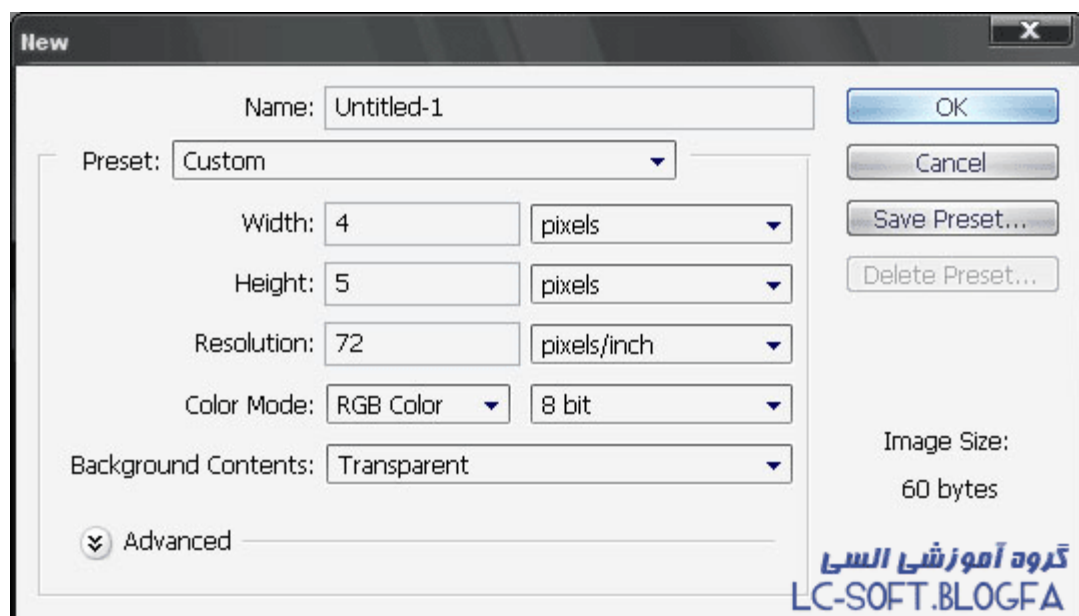 New
x
Name: Untitled-1
OK
Preset: Custom
Cancel
Width: 4 pixels
Save Preset...
Height: 5 pixels
Delete Preset...
Resolution: 72 pixels/inch
Color Mode: RGB Color 8 bit
Image Size:
Background Contents: Transparent
60 bytes
Advanced
گروه آموزشی السی
LC-SOFT.BLOGFA